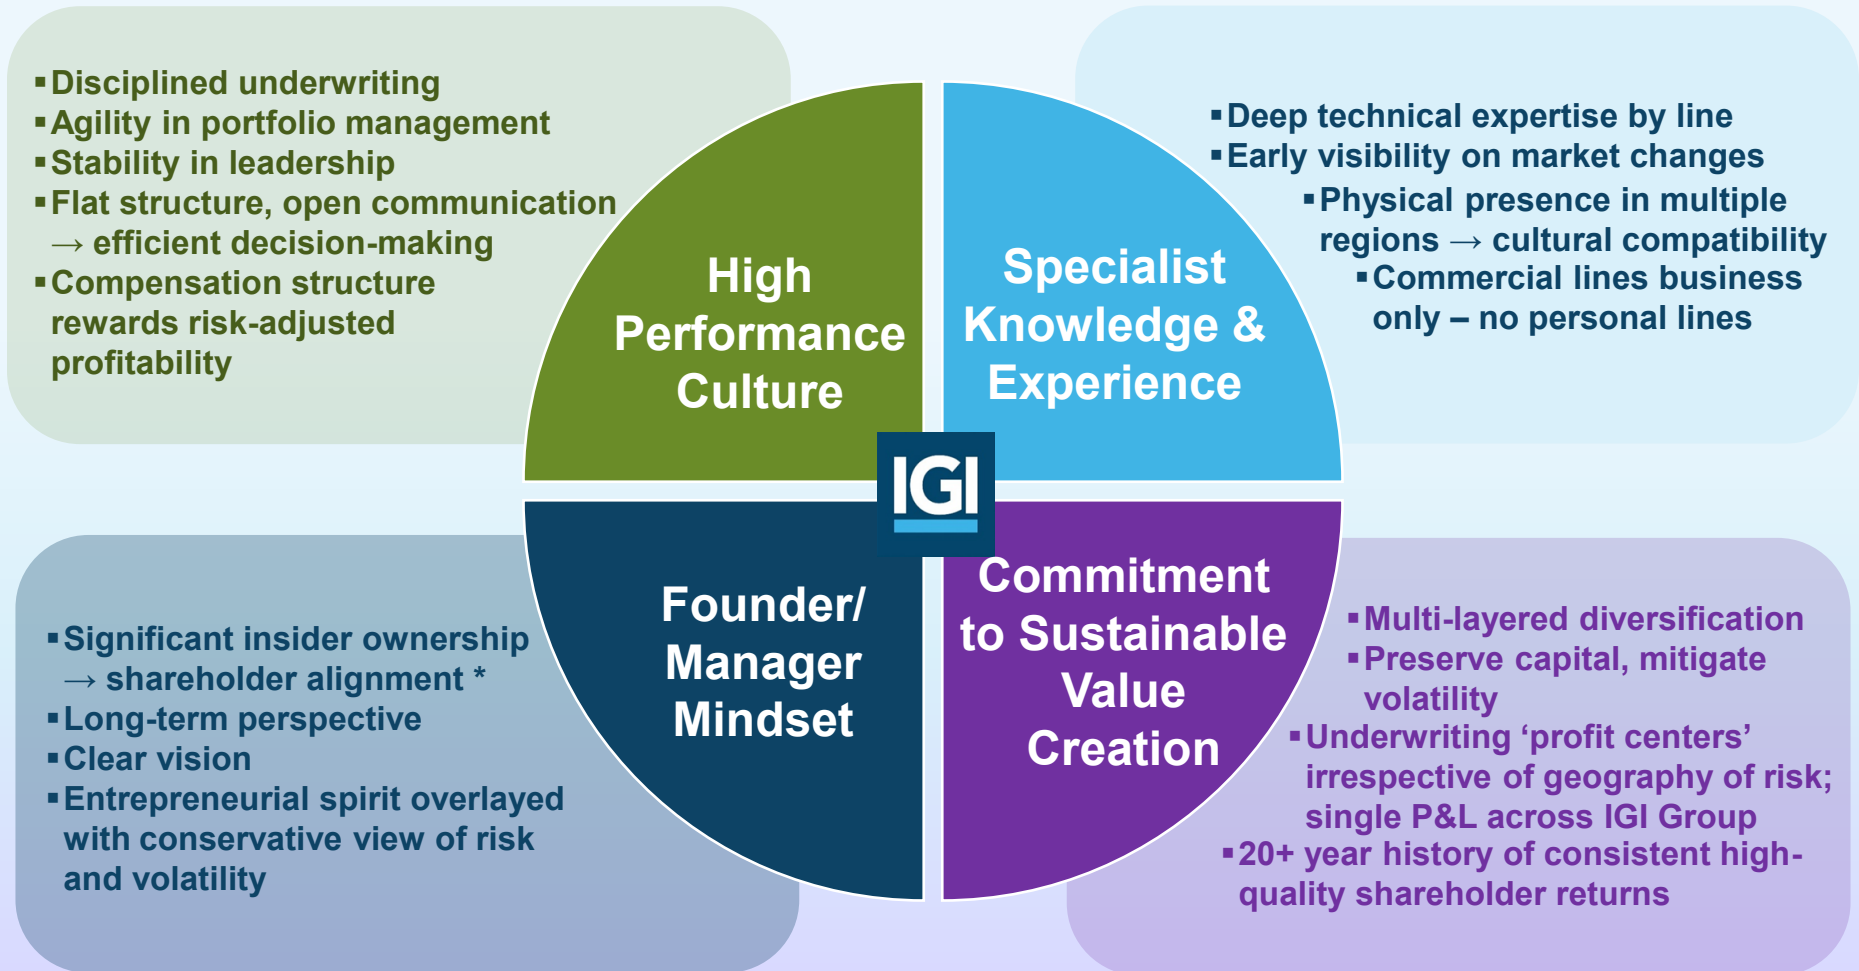 ▪Disciplined underwriting
▪Agility in portfolio management
▪Stability in leadership
▪Flat structure, open communication
→ efficient decision-making
▪Compensation structure
rewards risk-adjusted
profitability
High
Performance
Culture
Specialist
Knowledge &
Experience
▪Deep technical expertise by line
▪Early visibility on market changes
▪Physical presence in multiple
regions → cultural compatibility
▪Commercial lines business
only – no personal lines
IGI
▪Significant insider ownership
→ shareholder alignment *
▪Long-term perspective
▪Clear vision
▪Entrepreneurial spirit overlayed
with conservative view of risk
and volatility
Founder/
Manager
Mindset
Commitment
to Sustainable
Value
Creation
▪Multi-layered diversification
▪Preserve capital, mitigate
volatility
▪Underwriting ‘profit centers’
irrespective of geography of risk;
single P&L across IGI Group
▪20+ year history of consistent high-
quality shareholder returns